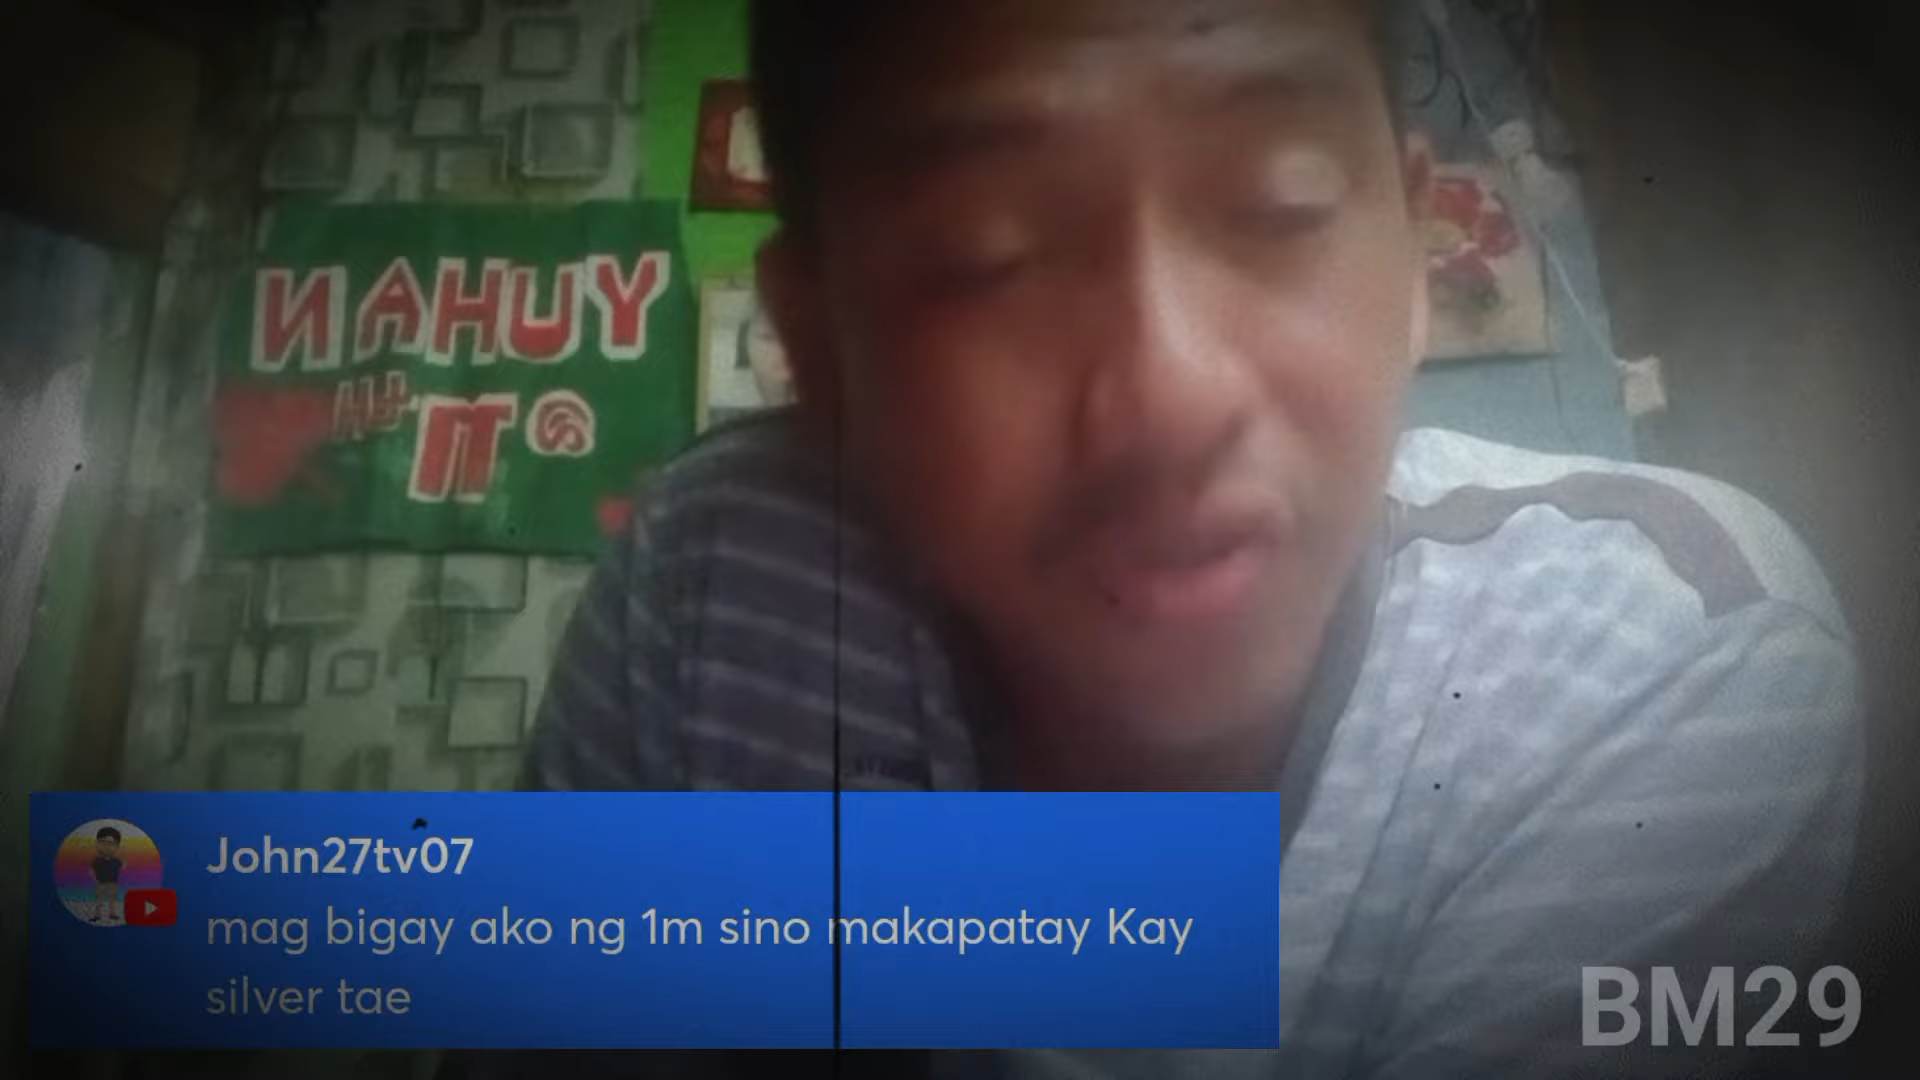 John27tv07
mag bigay ako ng 1m sino makapatay Kay
silver tae
BM29